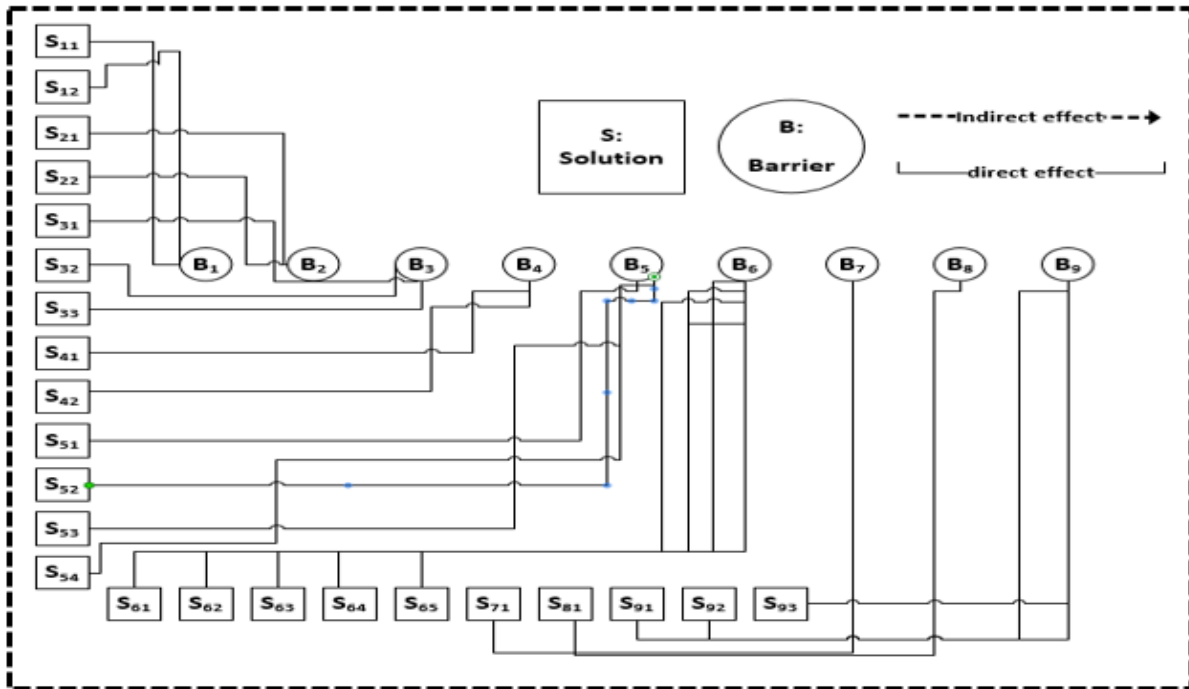 S₁₁
S₁₂
S₂₁
S₂₂
S₃₁
S₃₂
S₃₃
S₄₁
S₄₂
S₅₁
S₅₂
S₅₃
S₅₄
S:
Solution
B:
Barrier
Indirect effect
direct effect
B₁ B₂ B₃ B₄ B₅ B₆ B₇ B₈ B₉
S₆₁ S₆₂ S₆₃ S₆₄ S₆₅ S₇₁ S₈₁ S₉₁ S₉₂ S₉₃